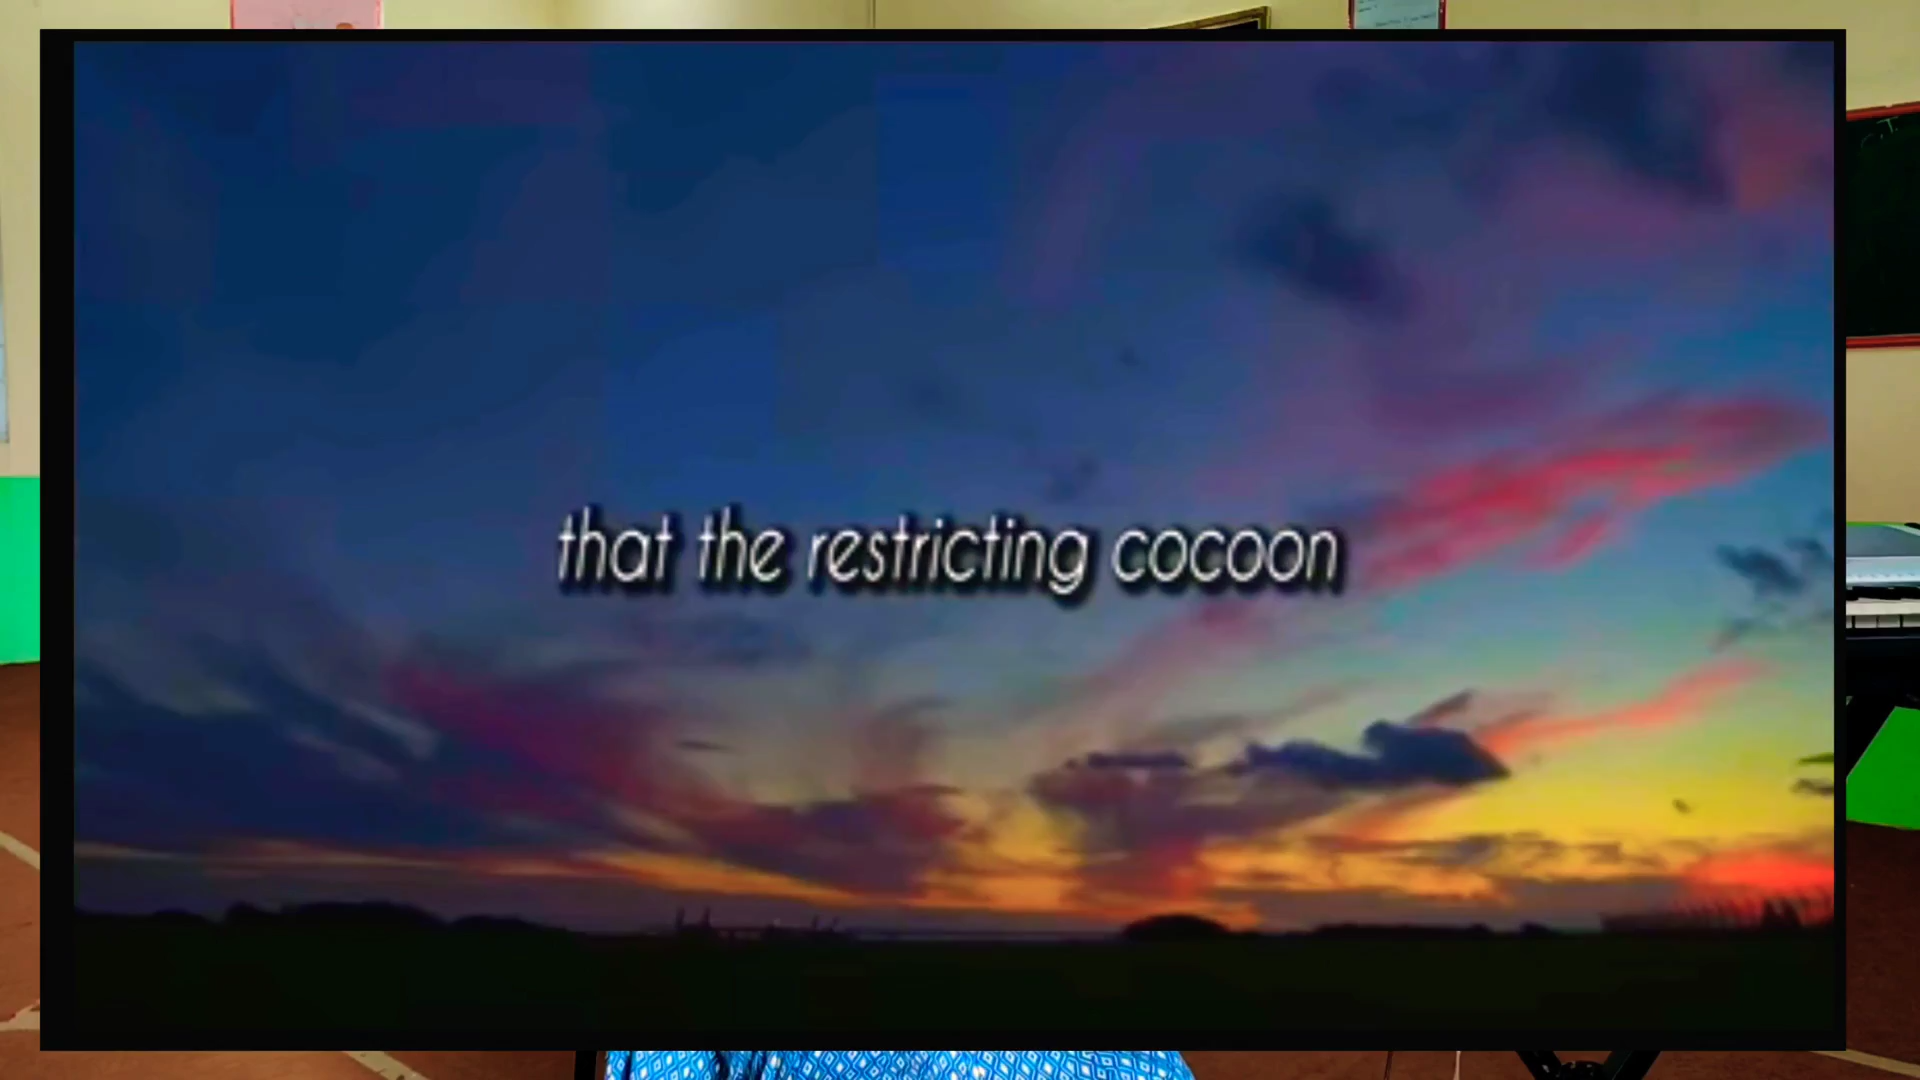 that the restricting cocoon